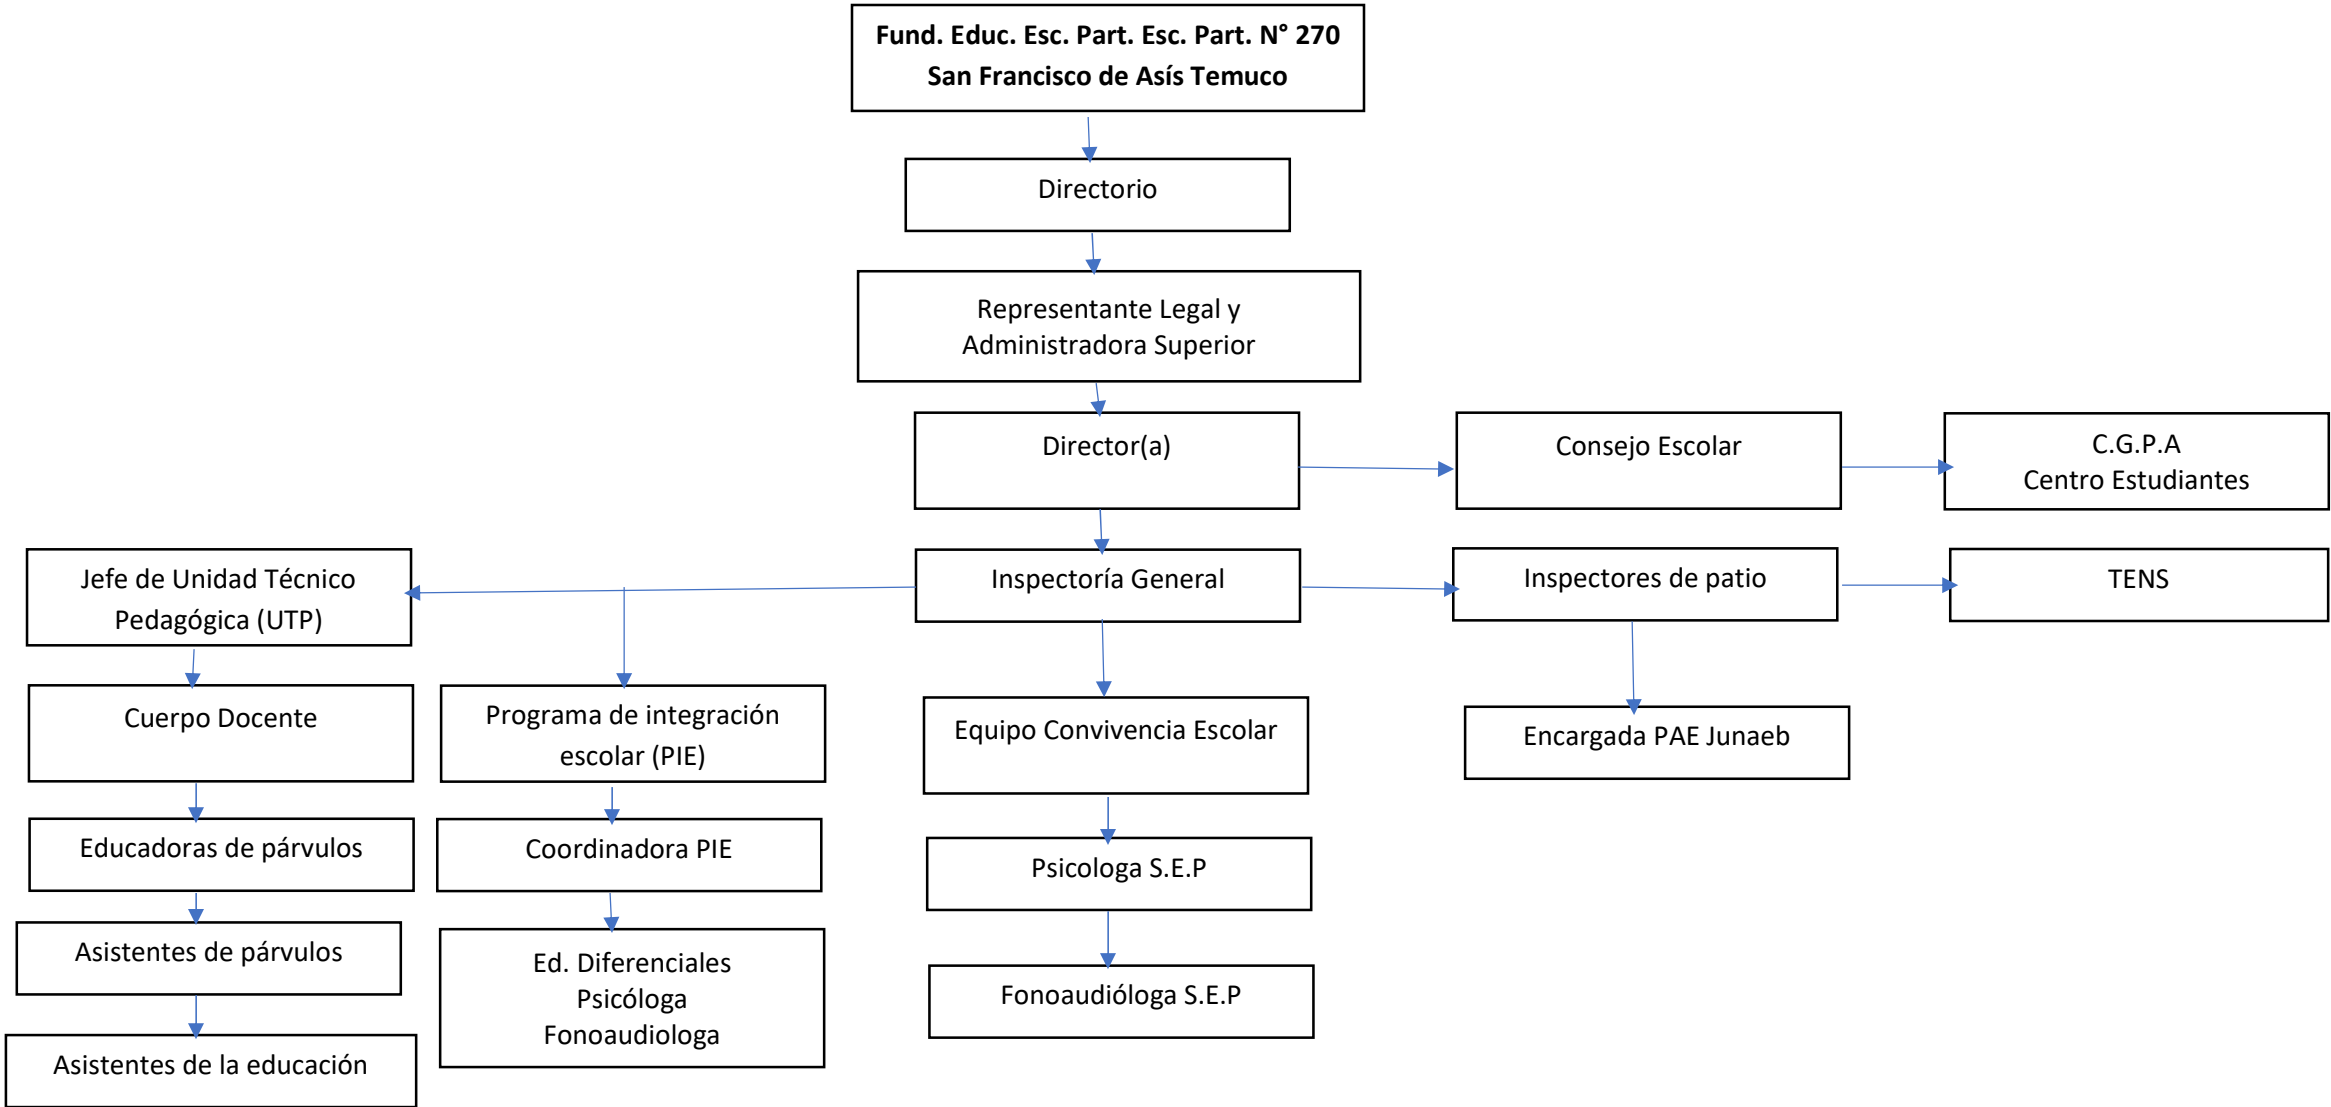 Fund. Educ. Esc. Part. Esc. Part. N° 270
San Francisco de Asís Temuco
Directorio
Representante Legal y
Administradora Superior
Director(a)
Consejo Escolar
C.G.P.A
Centro Estudiantes
Jefe de Unidad Técnico
Pedagógica (UTP)
Inspectoría General
Inspectores de patio
TENS
Cuerpo Docente
Programa de integración
escolar (PIE)
Equipo Convivencia Escolar
Encargada PAE Junaeb
Educadoras de párvulos
Coordinadora PIE
Psicologa S.E.P
Asistentes de párvulos
Ed. Diferenciales
Psicóloga
Fonoaudiologa
Fonoaudióloga S.E.P
Asistentes de la educación